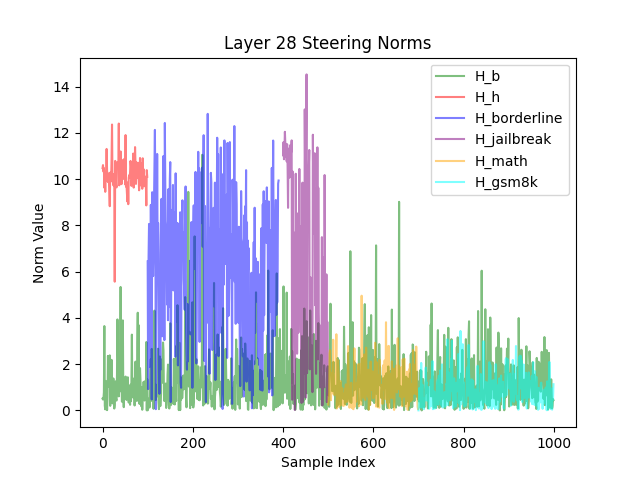 Layer 28 Steering Norms
H_b
H_h
H_borderline
H_jailbreak
H_math
H_gsm8k
Norm Value
14
12
10
8
6
4
2
0
0
200
400
600
800
1000
Sample Index